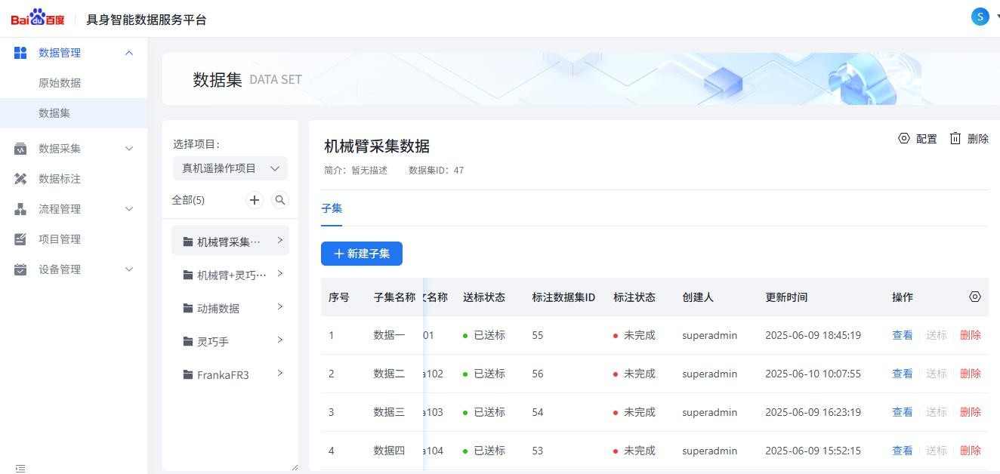 Baidu百度 具身智能数据服务平台 S
数据管理
原始数据
数据集
数据采集
数据标注
流程管理
项目管理
设备管理
数据集 DATA SET
选择项目：
真机遥操作项目
全部(5)
机械臂采集…
机械臂+灵巧…
动捕数据
灵巧手
FrankaFR3
机械臂采集数据 配置 删除
简介：暂无描述 数据集ID：47
子集
新建子集
序号 子集名称 名称 送标状态 标注数据集ID 标注状态 创建人 更新时间 操作
1 数据一 01 已送标 55 未完成 superadmin 2025-06-09 18:45:19 查看 送标 删除
2 数据二 a102 已送标 56 未完成 superadmin 2025-06-10 10:07:55 查看 送标 删除
3 数据三 a103 已送标 54 未完成 superadmin 2025-06-09 16:23:19 查看 送标 删除
4 数据四 a104 已送标 53 未完成 superadmin 2025-06-09 15:52:15 查看 送标 删除